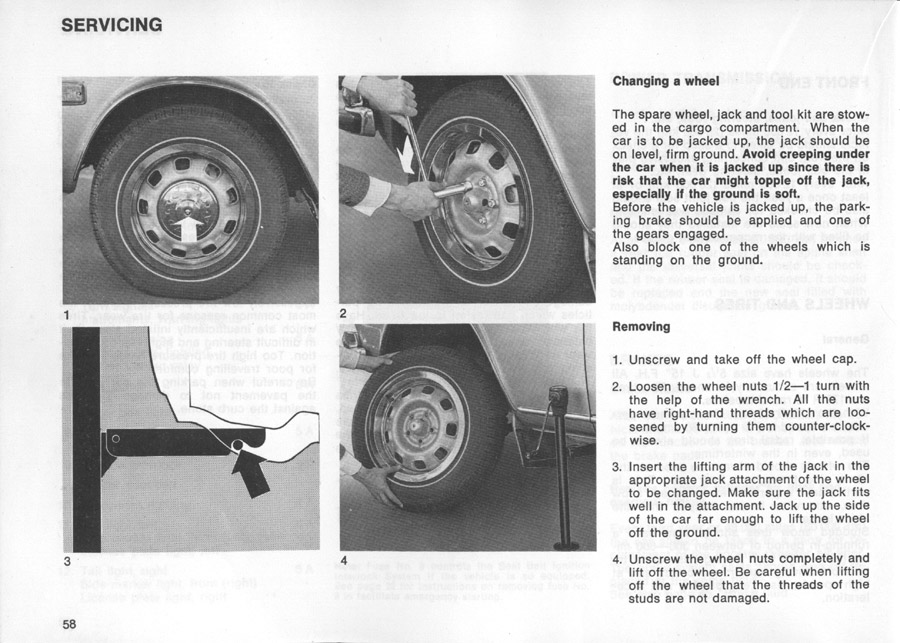 SERVICING
1
2
3
4
Changing a wheel
The spare wheel, jack and tool kit are stow-
ed in the cargo compartment. When the
car is to be jacked up, the jack should be
on level, firm ground. Avoid creeping under
the car when it is jacked up since there is
risk that the car might topple off the jack,
especially if the ground is soft.
Before the vehicle is jacked up, the park-
ing brake should be applied and one of
the gears engaged.
Also block one of the wheels which is
standing on the ground.
Removing
1. Unscrew and take off the wheel cap.
2. Loosen the wheel nuts 1/2—1 turn with
the help of the wrench. All the nuts
have right-hand threads which are loo-
sened by turning them counter-clock-
wise.
3. Insert the lifting arm of the jack in the
appropriate jack attachment of the wheel
to be changed. Make sure the jack fits
well in the attachment. Jack up the side
of the car far enough to lift the wheel
off the ground.
4. Unscrew the wheel nuts completely and
lift off the wheel. Be careful when lifting
off the wheel that the threads of the
studs are not damaged.
58